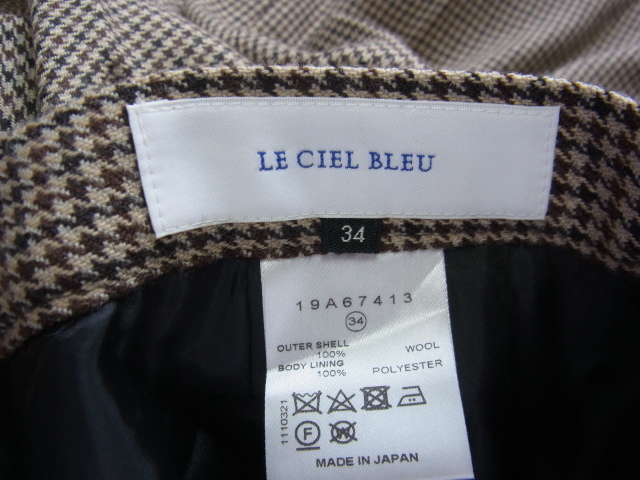 LE CIEL BLEU
34
19A67413
34
OUTER SHELL
100% WOOL
BODY LINING
100% POLYESTER
1110321
F W
MADE IN JAPAN